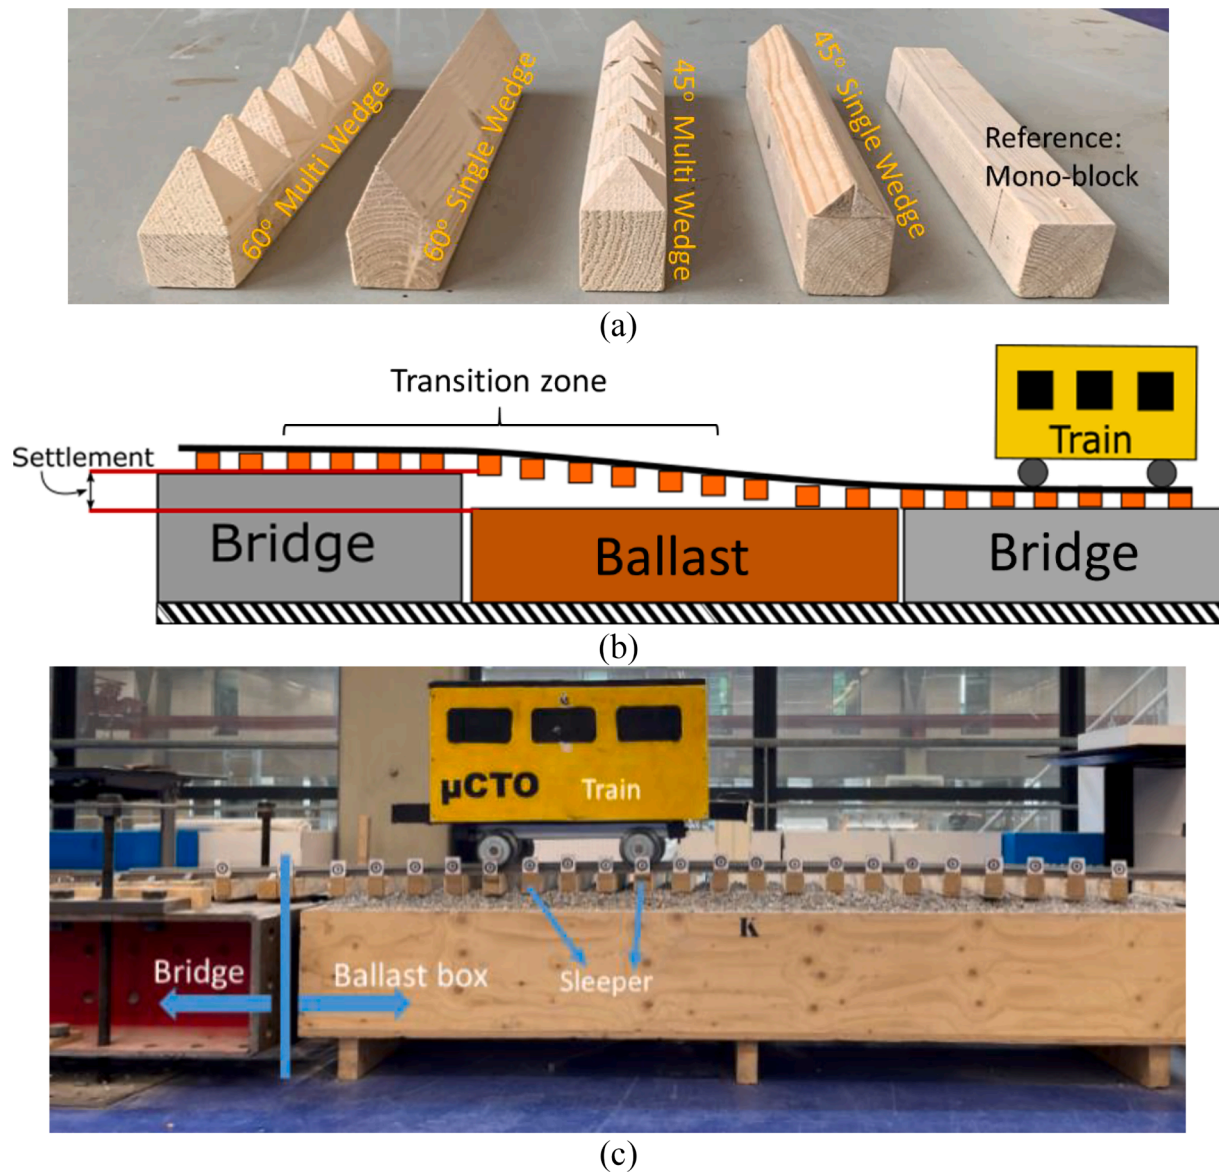 60° Multi Wedge
60° Single Wedge
45° Multi Wedge
45° Single Wedge
Reference:
Mono-block
(a)
Transition zone
Settlement
Train
Bridge
Ballast
Bridge
(b)
μCTO
Train
K
Bridge
Ballast box
Sleeper
(c)